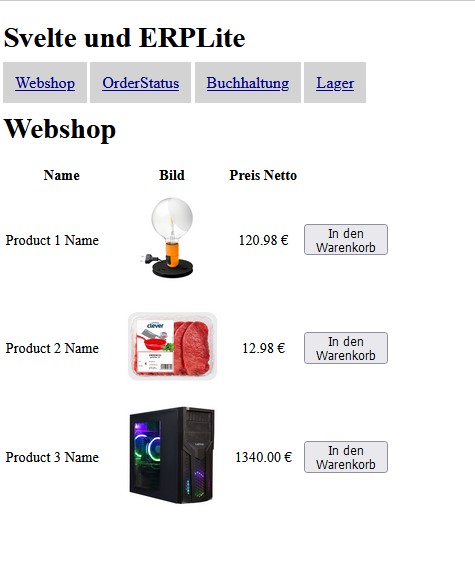 Svelte und ERPLite
Webshop OrderStatus Buchhaltung Lager
Webshop
Name Bild Preis Netto
Product 1 Name 120.98 € In den
Warenkorb
clever
Product 2 Name 12.98 € In den
Warenkorb
Product 3 Name 1340.00 € In den
Warenkorb